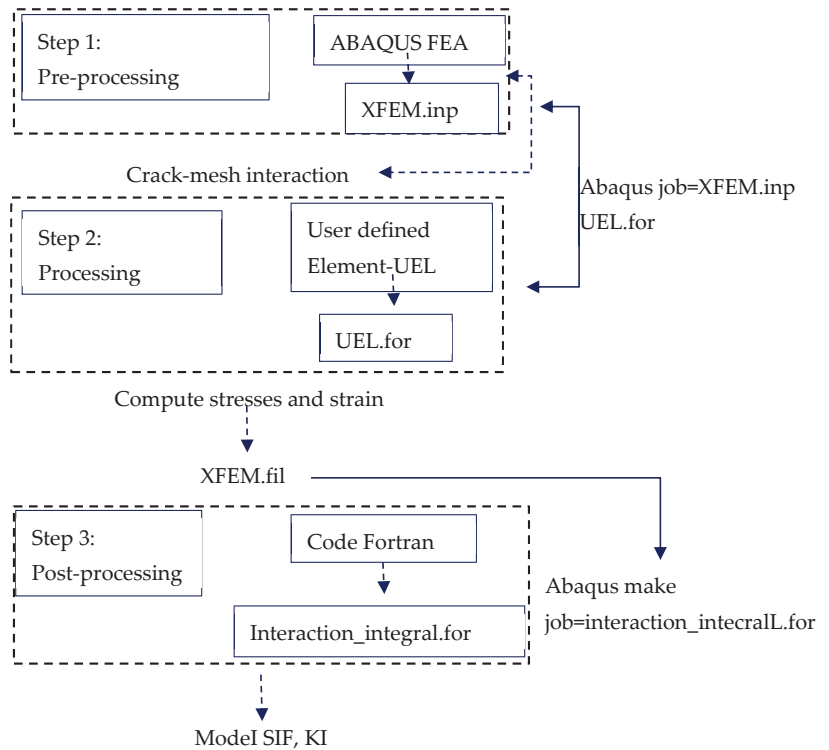 Step 1:
Pre-processing
ABAQUS FEA
XFEM.inp
Crack-mesh interaction
Abaqus job=XFEM.inp
UEL.for
Step 2:
Processing
User defined
Element-UEL
UEL.for
Compute stresses and strain
XFEM.fil
Step 3:
Post-processing
Code Fortran
Interaction_integral.for
Abaqus make
job=interaction_intecralL.for
ModeI SIF, KI